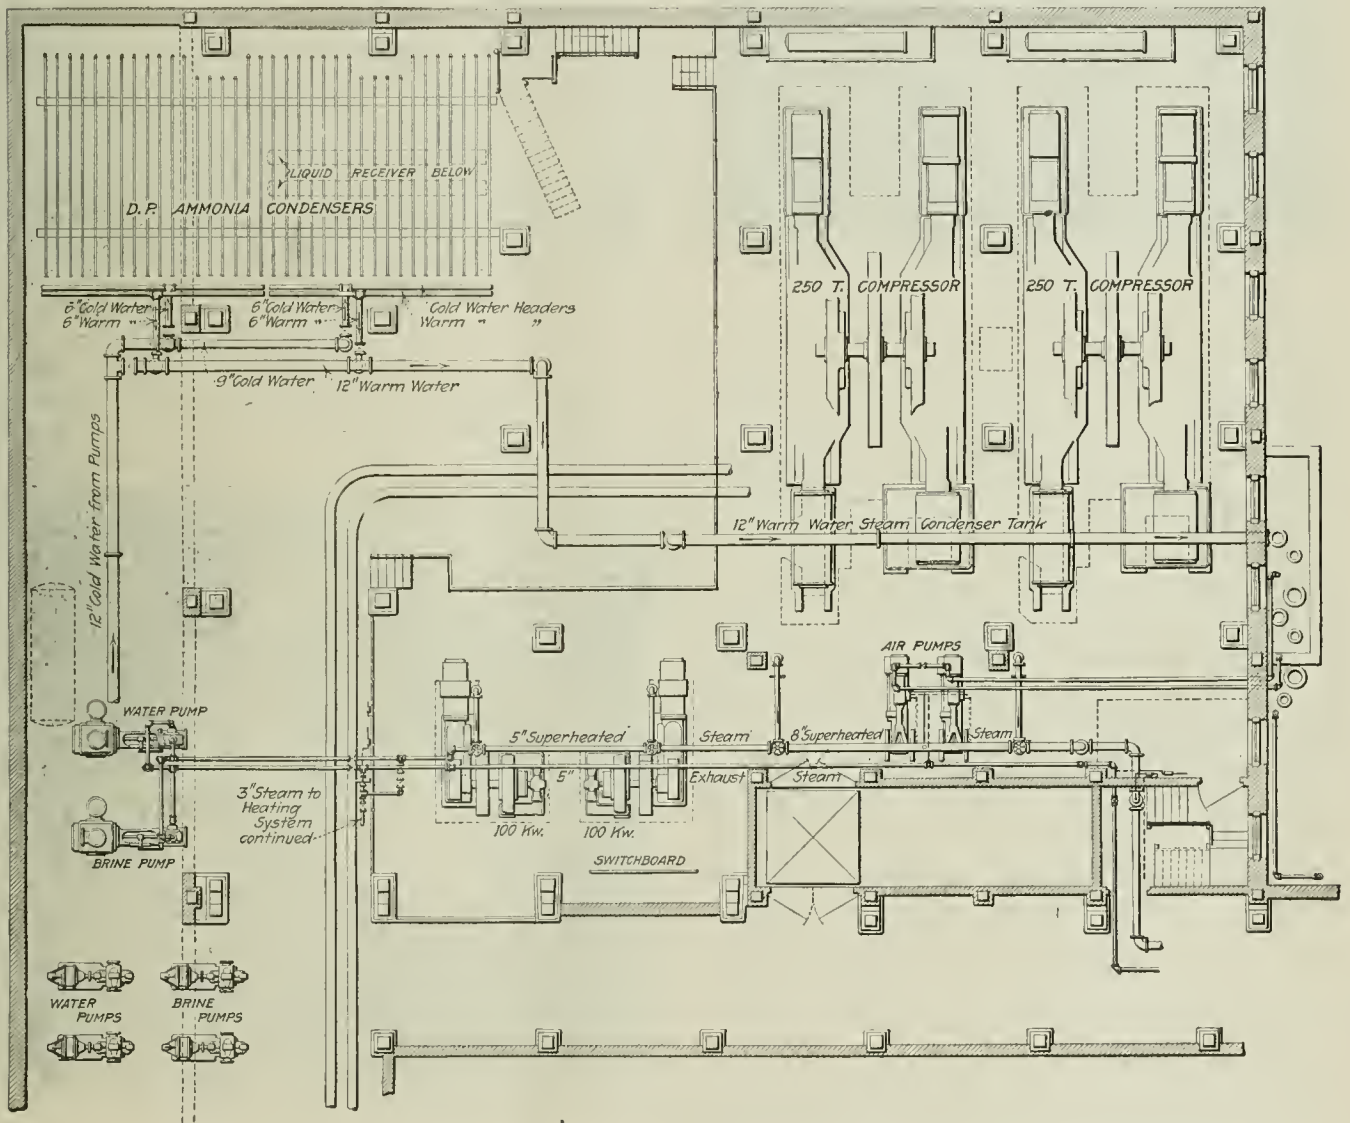 LIQUID RECEIVER BELOW
D.P. AMMONIA CONDENSERS
250 T. COMPRESSOR
250 T. COMPRESSOR
6" Cold Water
6" Warm "
6" Cold Water
6" Warm "
Cold Water Headers
Warm " "
9" Cold Water
12" Warm Water
12" Cold Water from Pumps
12" Warm Water Steam Condenser Tank
AIR PUMPS
WATER PUMP
5" Superheated Steam
8" Superheated Steam
5" Exhaust Steam
3" Steam to
Heating
System
continued
100 Kw.
100 Kw.
BRINE PUMP
SWITCHBOARD
WATER
PUMPS
BRINE
PUMPS